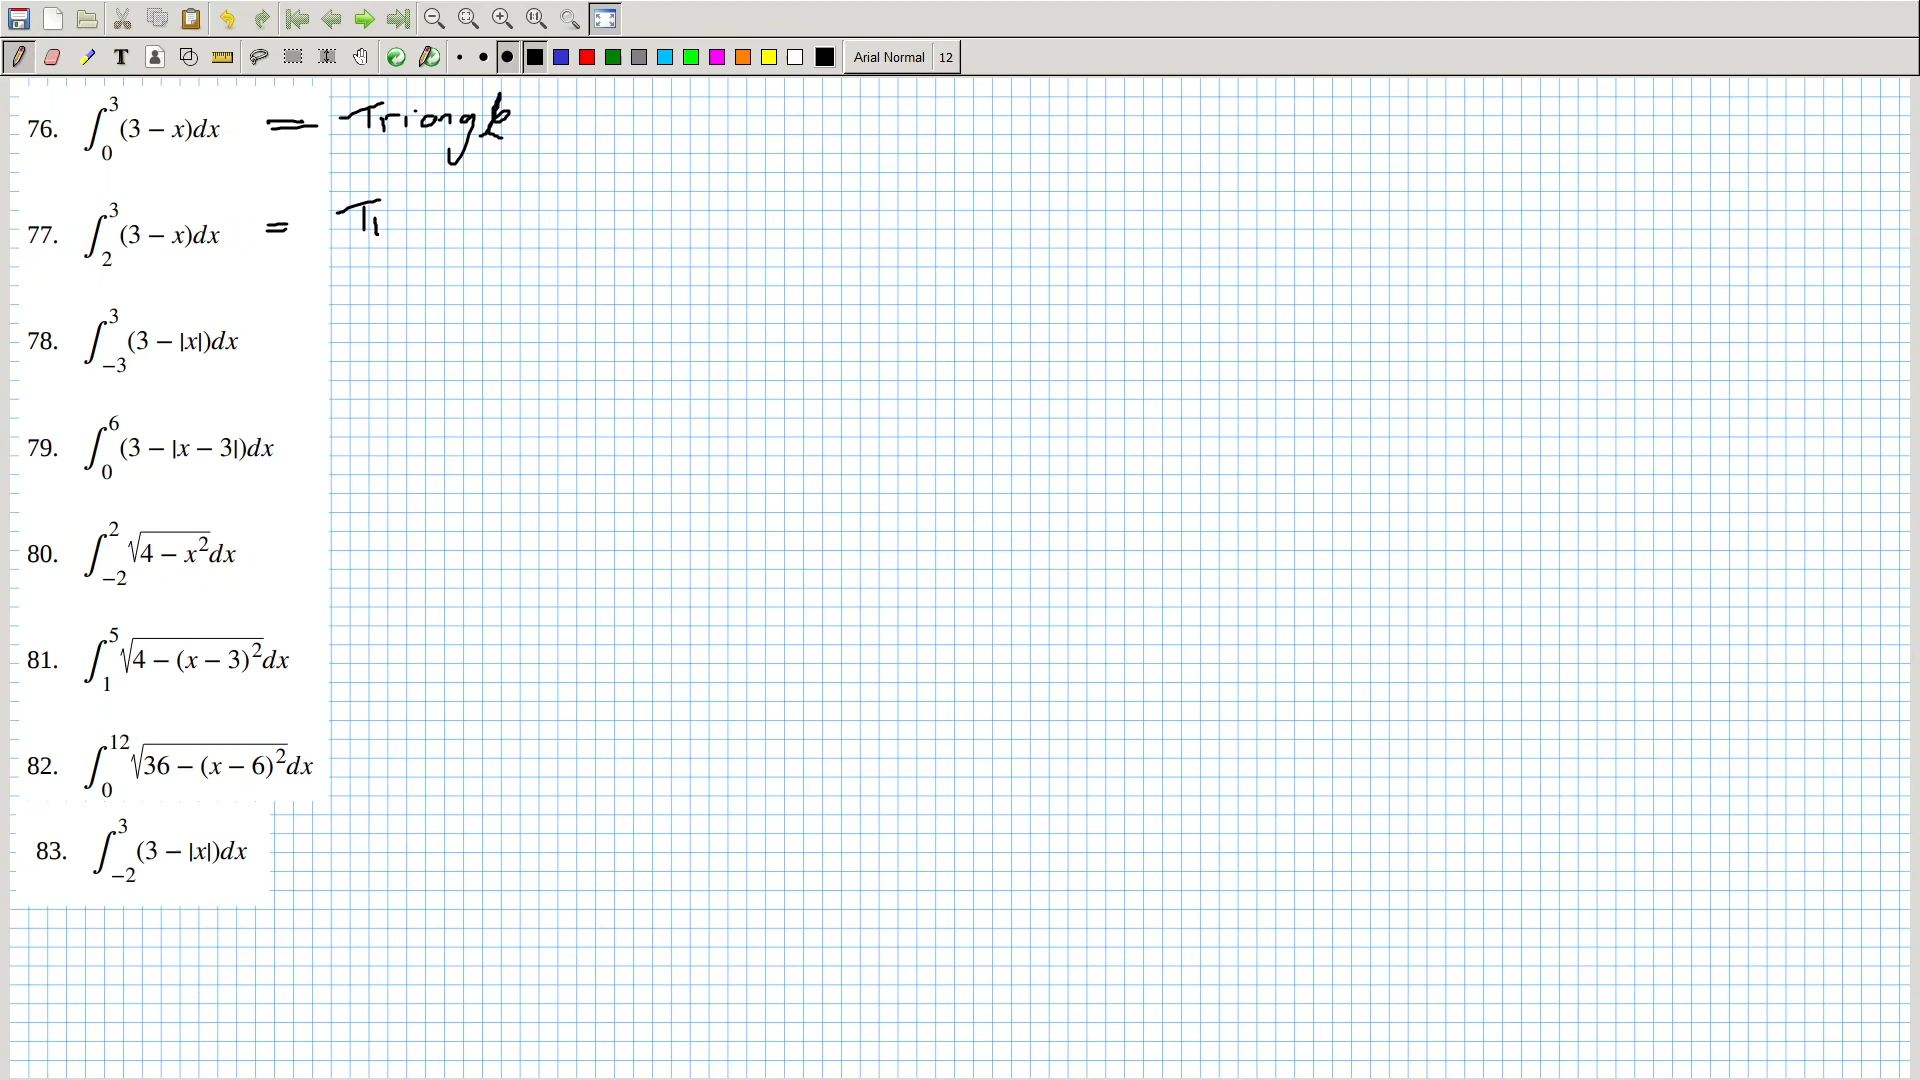 Arial Normal 12
76. ∫₀³ (3 − x)dx = Triangle
77. ∫₂³ (3 − x)dx = Tr
78. ∫₋₃³ (3 − |x|)dx
79. ∫₀⁶ (3 − |x − 3|)dx
80. ∫₋₂² √(4 − x²)dx
81. ∫₁⁵ √(4 − (x − 3)²)dx
82. ∫₀¹² √(36 − (x − 6)²)dx
83. ∫₋₂³ (3 − |x|)dx